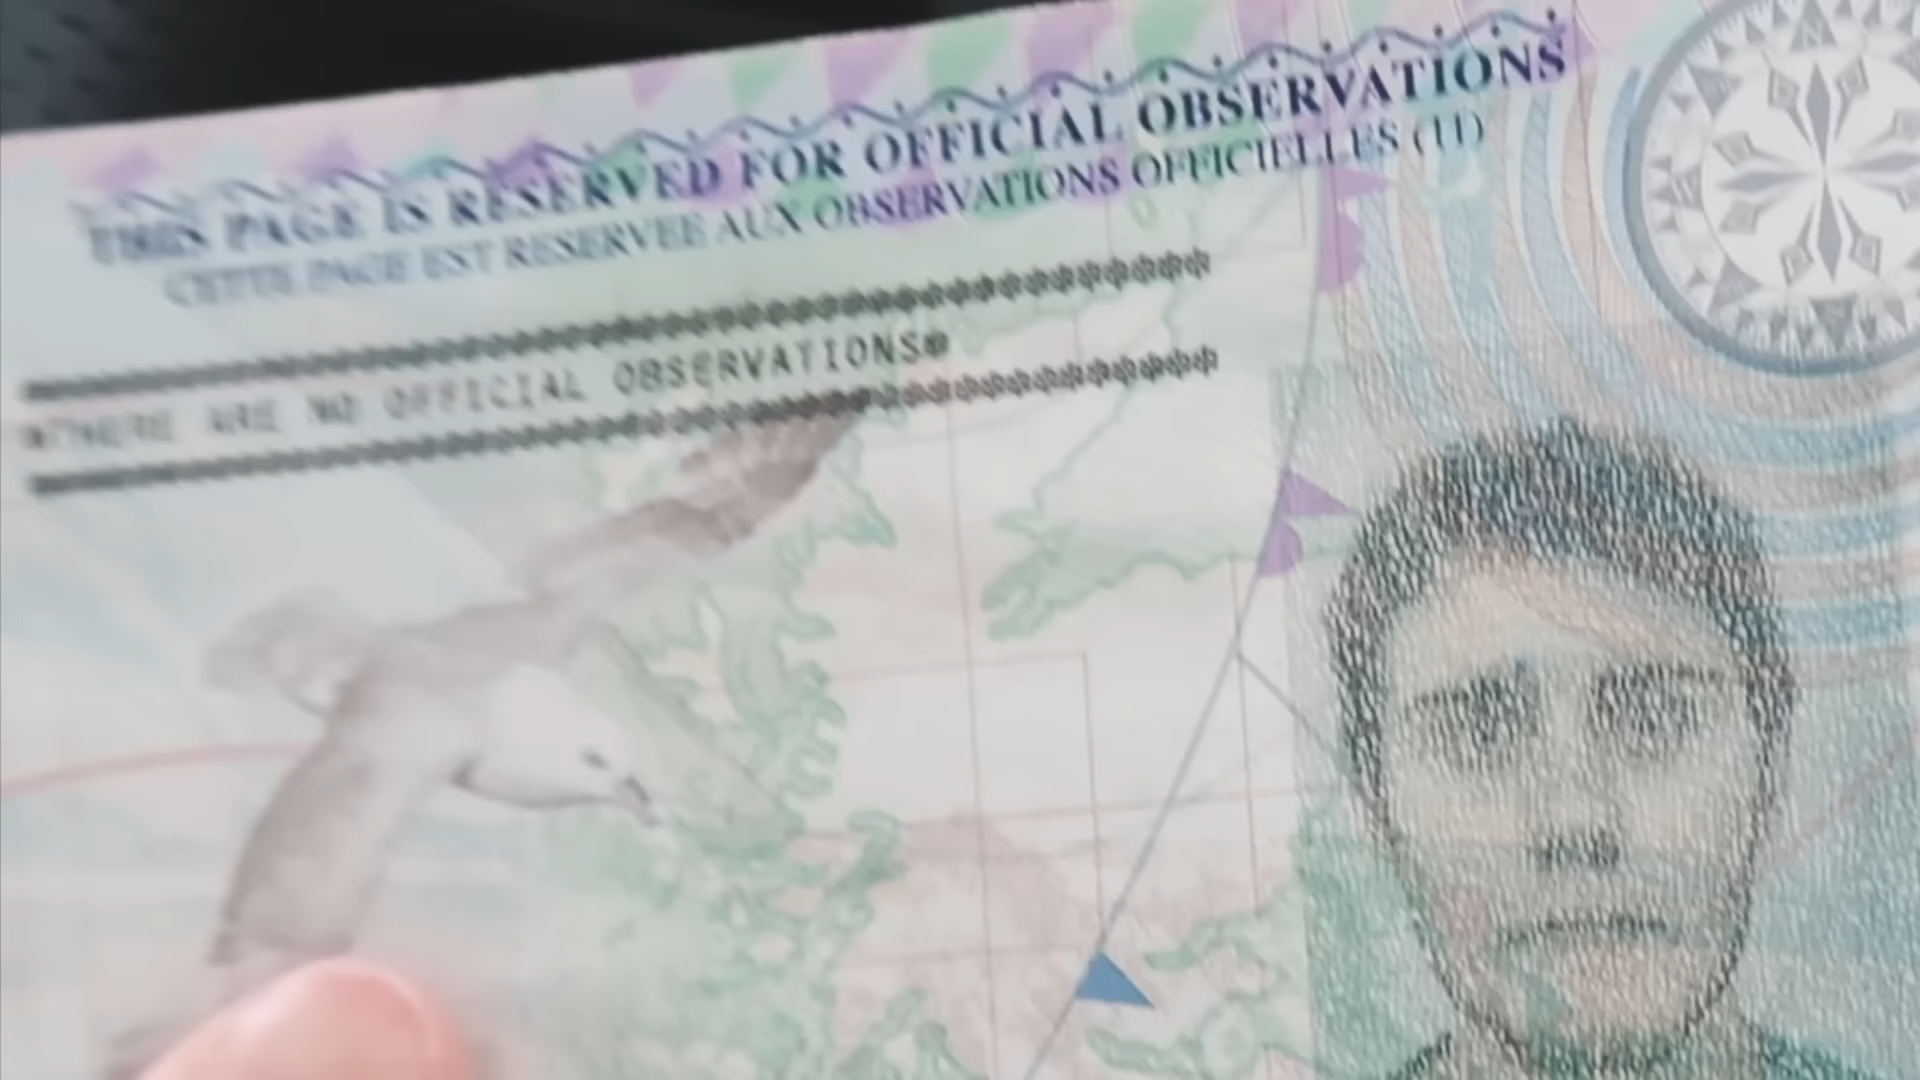 THIS PAGE IS RESERVED FOR OFFICIAL OBSERVATIONS
CETTE PAGE EST RESERVEE AUX OBSERVATIONS OFFICIELLES (11)
*THERE ARE NO OFFICIAL OBSERVATIONS*